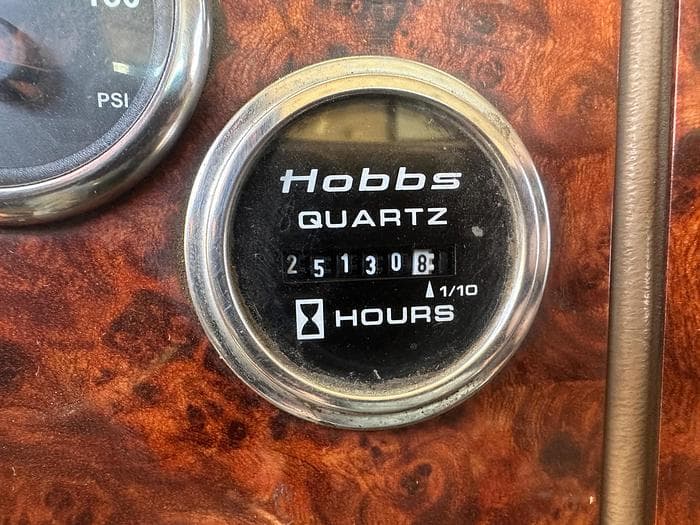 PSI
Hobbs
QUARTZ
251308
1/10
HOURS